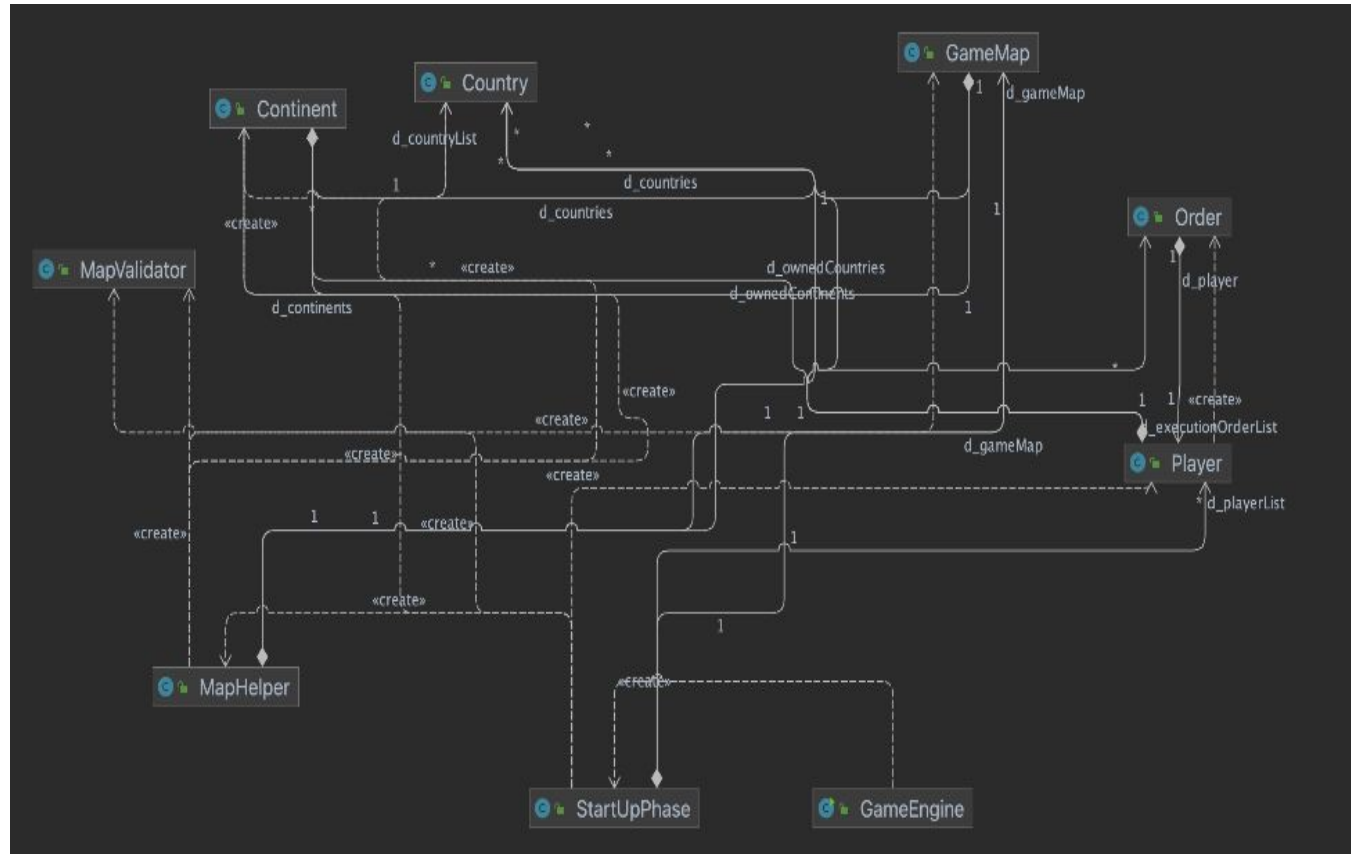 GameMap
1
d_gameMap
Country
Continent
d_countryList
*
*
*
*
1
d_countries
1
d_countries
1
Order
«create»
*
1
d_player
MapValidator
*
«create»
d_ownedCountries
d_ownedContinents
d_continents
1
1
*
«create»
1
«create»
1
1
1
«create»
d_executionOrderList
«create»
d_gameMap
Player
«create»
* d_playerList
1
1
«create»
«create»
1
«create»
1
MapHelper
«create»
StartUpPhase
GameEngine